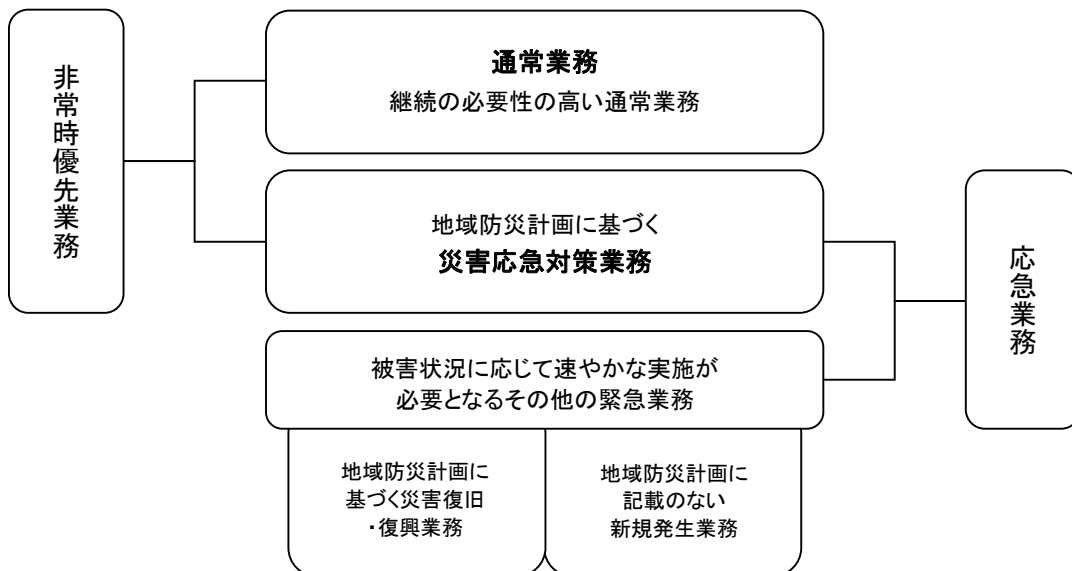 非常時優先業務
通常業務
継続の必要性の高い通常業務
地域防災計画に基づく
災害応急対策業務
応急業務
被害状況に応じて速やかな実施が
必要となるその他の緊急業務
地域防災計画に
基づく災害復旧
・復興業務
地域防災計画に
記載のない
新規発生業務